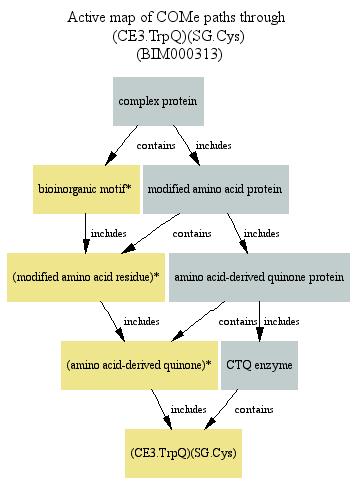 Active map of COMe paths through
(CE3.TrpQ)(SG.Cys)
(BIM000313)
complex protein
contains
includes
bioinorganic motif*
modified amino acid protein
includes
contains
includes
(modified amino acid residue)*
amino acid-derived quinone protein
includes
contains
includes
(amino acid-derived quinone)*
CTQ enzyme
includes
contains
(CE3.TrpQ)(SG.Cys)